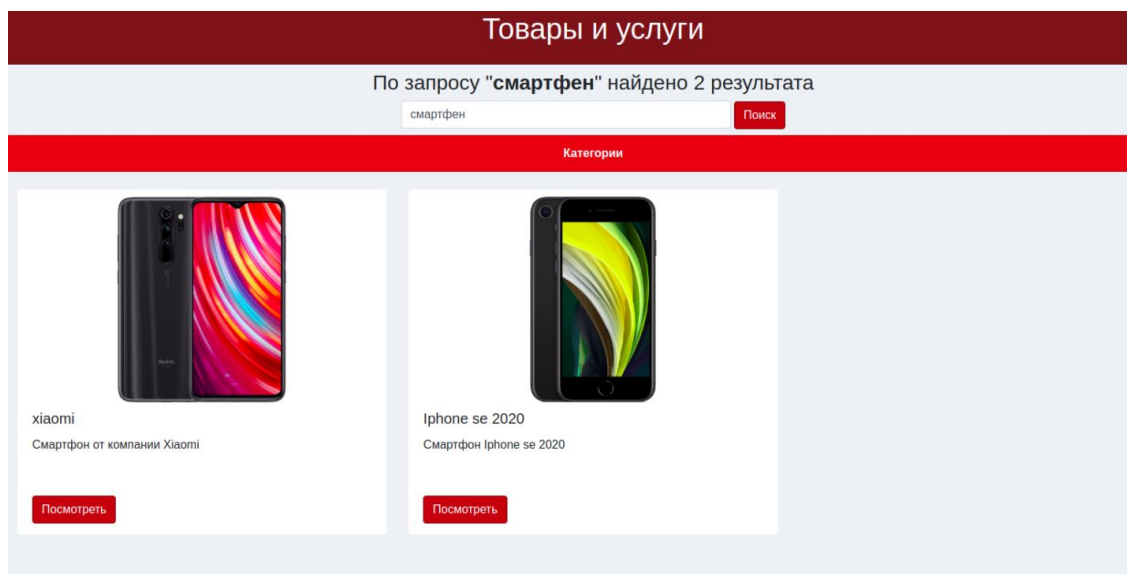 Товары и услуги
По запросу "смартфен" найдено 2 результата
смартфен
Поиск
Категории
xiaomi
Смартфон от компании Xiaomi
Посмотреть
Iphone se 2020
Смартфон Iphone se 2020
Посмотреть